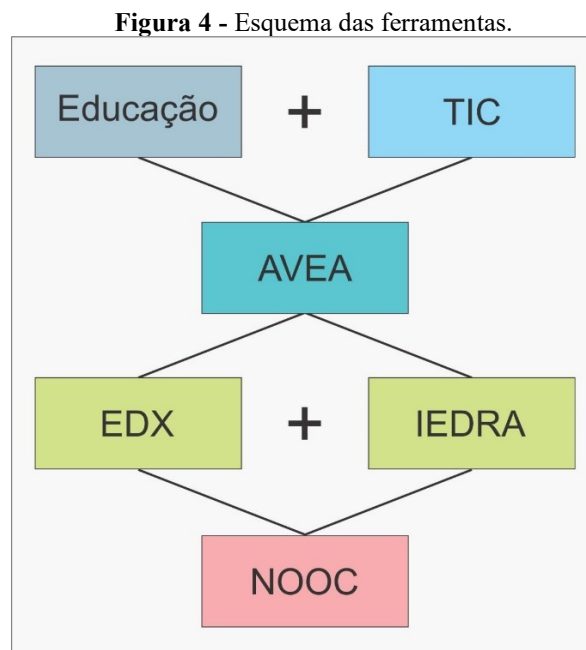 Figura 4 - Esquema das ferramentas.
Educação + TIC
AVEA
EDX + IEDRA
NOOC